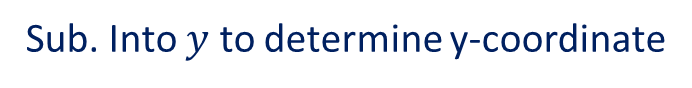 Sub. Into y to determine y-coordinate